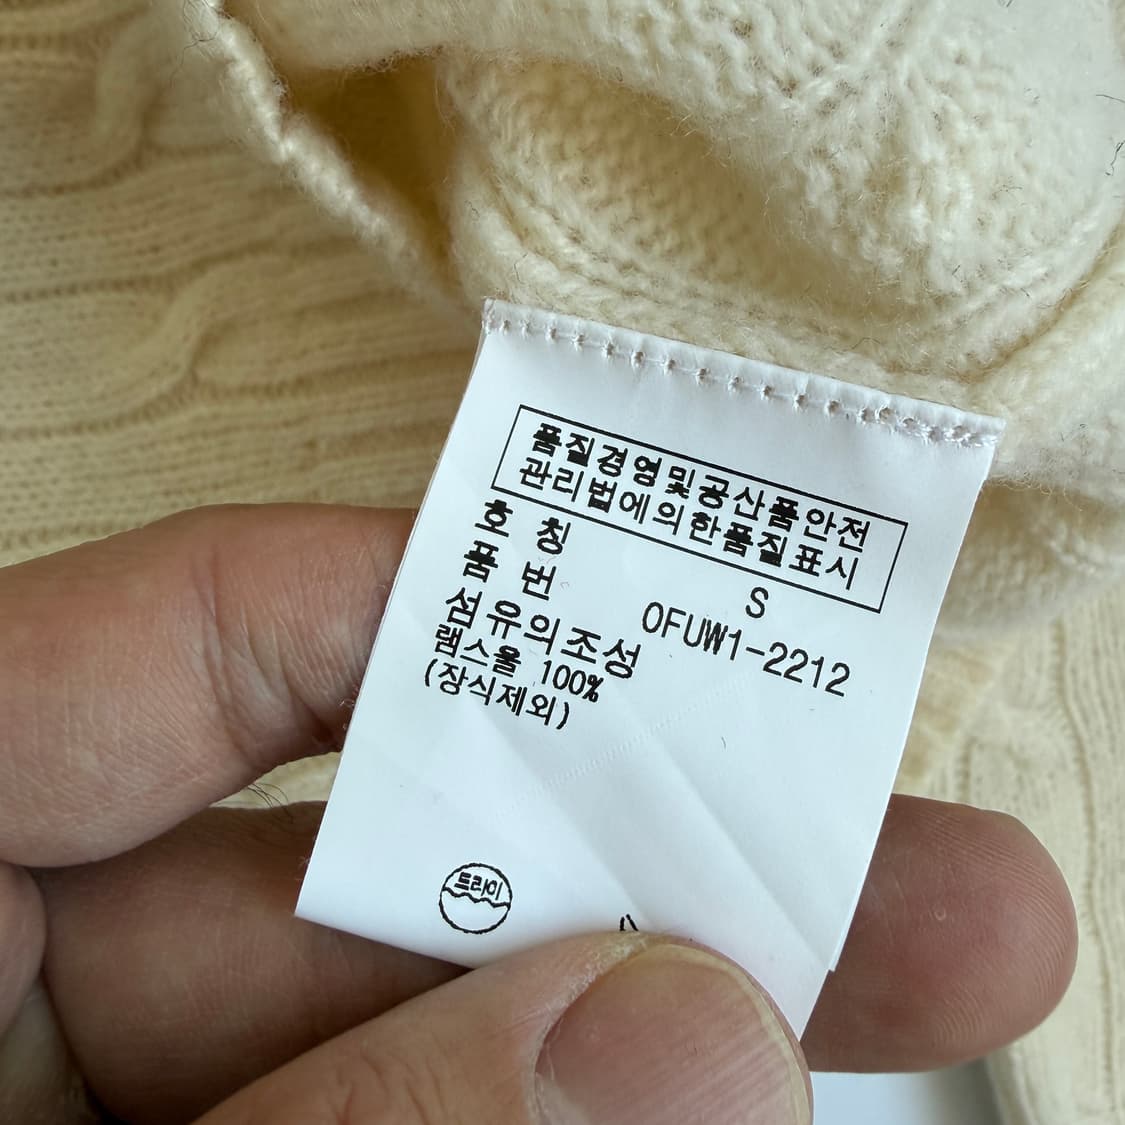 품질경영및공산품안전
관리법에의한품질표시
호 칭 S
품 번 OFUW1-2212
섬유의조성
램스울 100%
(장식제외)
드라이